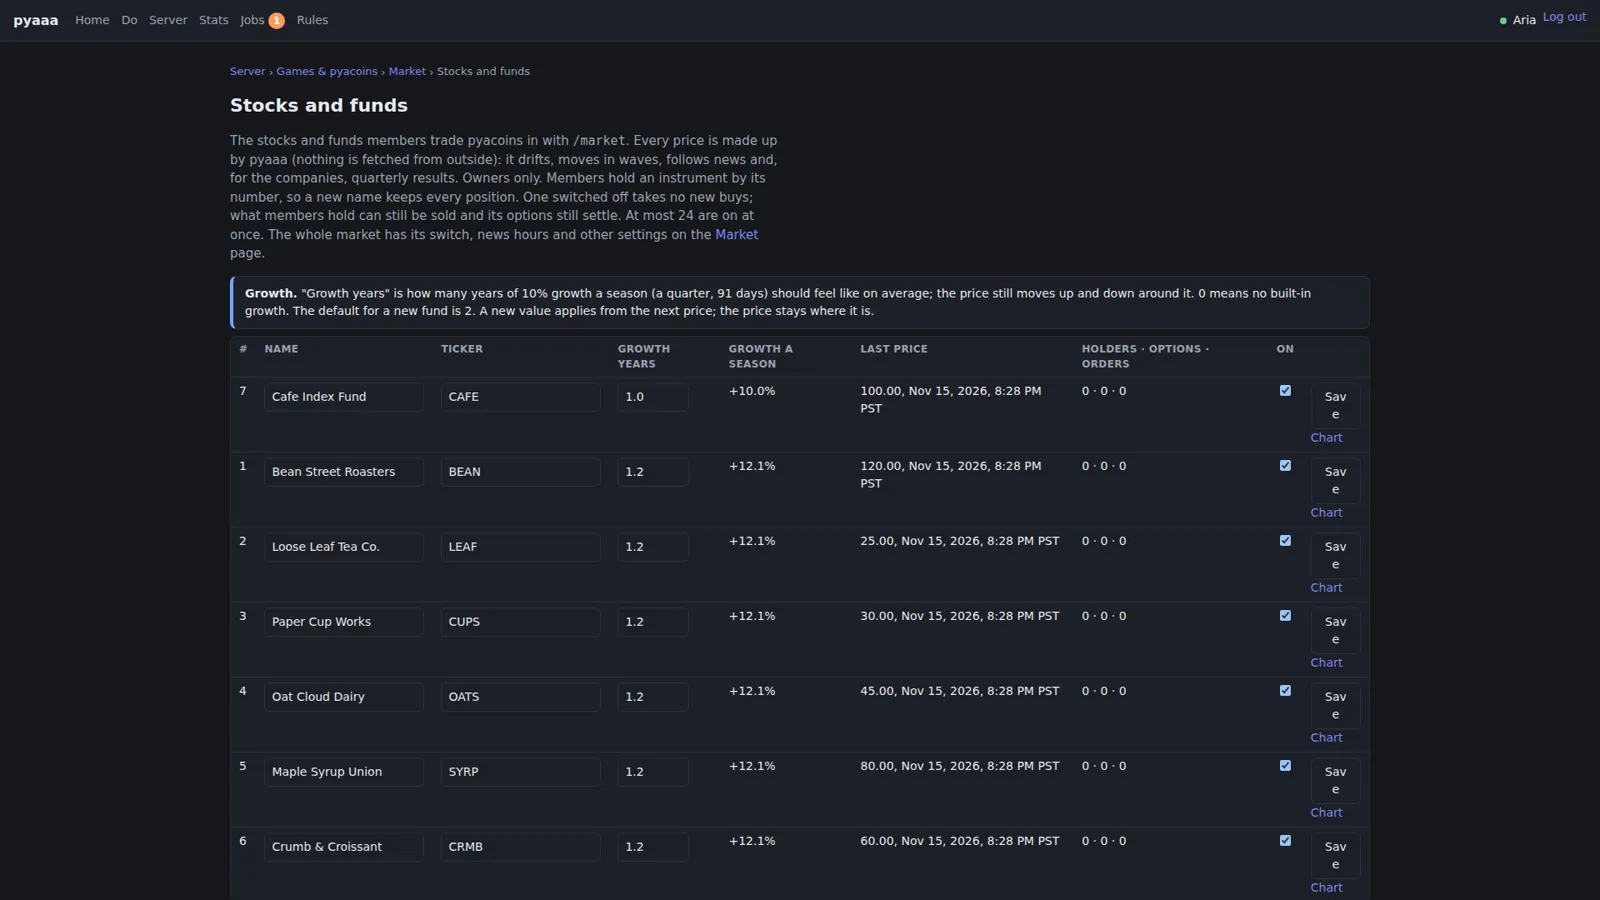 pyaaa Home Do Server Stats Jobs 1 Rules Aria Log out
Server › Games & pyacoins › Market › Stocks and funds
Stocks and funds
The stocks and funds members trade pyacoins in with /market. Every price is made up
by pyaaa (nothing is fetched from outside): it drifts, moves in waves, follows news and,
for the companies, quarterly results. Owners only. Members hold an instrument by its
number, so a new name keeps every position. One switched off takes no new buys;
what members hold can still be sold and its options still settle. At most 24 are on at
once. The whole market has its switch, news hours and other settings on the Market
page.
Growth. "Growth years" is how many years of 10% growth a season (a quarter, 91 days) should feel like on average; the price still moves up and down around it. 0 means no built-in
growth. The default for a new fund is 2. A new value applies from the next price; the price stays where it is.
# NAME TICKER GROWTH YEARS GROWTH A SEASON LAST PRICE HOLDERS · OPTIONS · ORDERS ON
7 Cafe Index Fund CAFE 1.0 +10.0% 100.00, Nov 15, 2026, 8:28 PM PST 0 · 0 · 0 Save
Chart
1 Bean Street Roasters BEAN 1.2 +12.1% 120.00, Nov 15, 2026, 8:28 PM PST 0 · 0 · 0 Save
Chart
2 Loose Leaf Tea Co. LEAF 1.2 +12.1% 25.00, Nov 15, 2026, 8:28 PM PST 0 · 0 · 0 Save
Chart
3 Paper Cup Works CUPS 1.2 +12.1% 30.00, Nov 15, 2026, 8:28 PM PST 0 · 0 · 0 Save
Chart
4 Oat Cloud Dairy OATS 1.2 +12.1% 45.00, Nov 15, 2026, 8:28 PM PST 0 · 0 · 0 Save
Chart
5 Maple Syrup Union SYRP 1.2 +12.1% 80.00, Nov 15, 2026, 8:28 PM PST 0 · 0 · 0 Save
Chart
6 Crumb & Croissant CRMB 1.2 +12.1% 60.00, Nov 15, 2026, 8:28 PM PST 0 · 0 · 0 Save
Chart